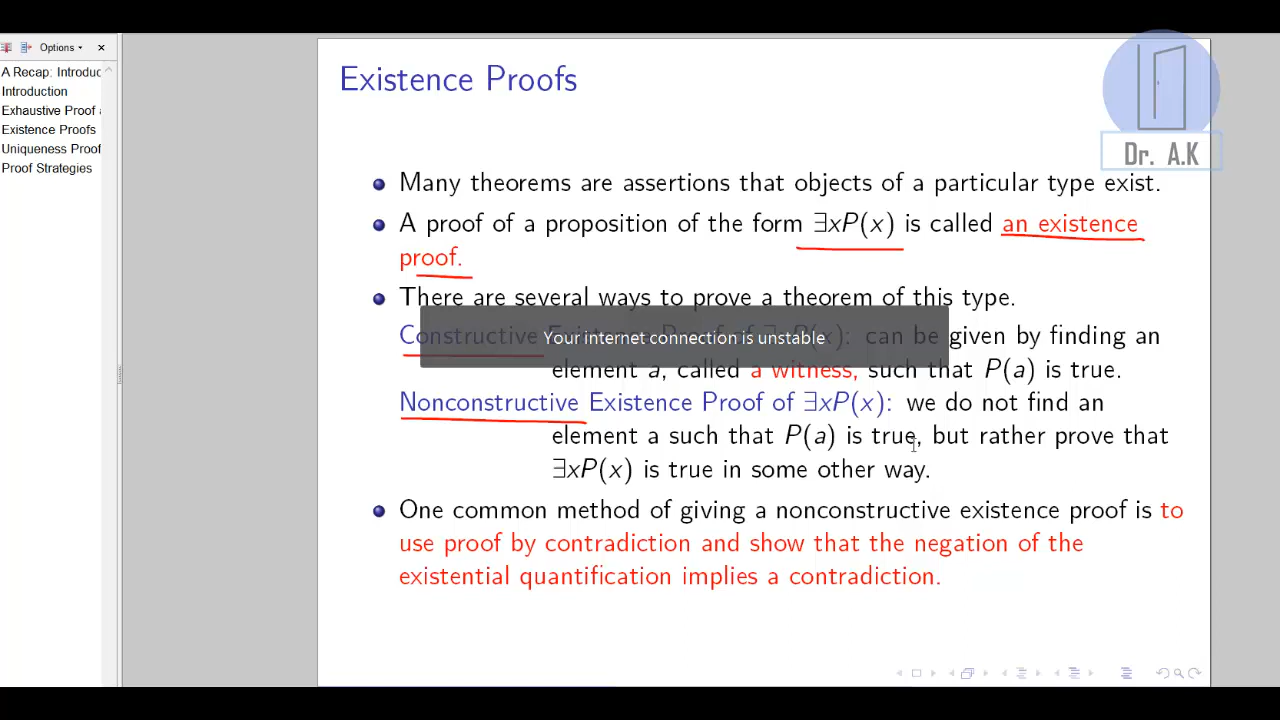 Options
A Recap: Introduc
Introduction
Exhaustive Proof
Existence Proofs
Uniqueness Proof
Proof Strategies
Dr. A.K
Existence Proofs
Many theorems are assertions that objects of a particular type exist.
A proof of a proposition of the form ∃xP(x) is called an existence
proof.
There are several ways to prove a theorem of this type.
Constructive Existence Proof of ∃xP(x): can be given by finding an
Your internet connection is unstable
element a, called a witness, such that P(a) is true.
Nonconstructive Existence Proof of ∃xP(x): we do not find an
element a such that P(a) is true, but rather prove that
∃xP(x) is true in some other way.
One common method of giving a nonconstructive existence proof is to
use proof by contradiction and show that the negation of the
existential quantification implies a contradiction.